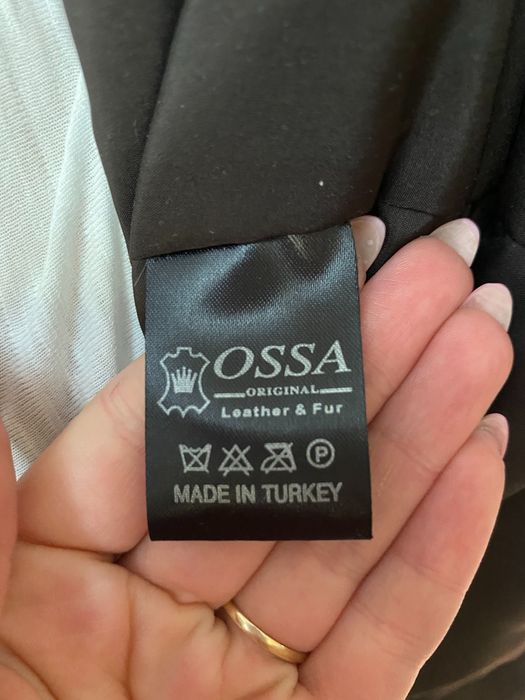 OSSA
ORIGINAL
Leather & Fur
P
MADE IN TURKEY